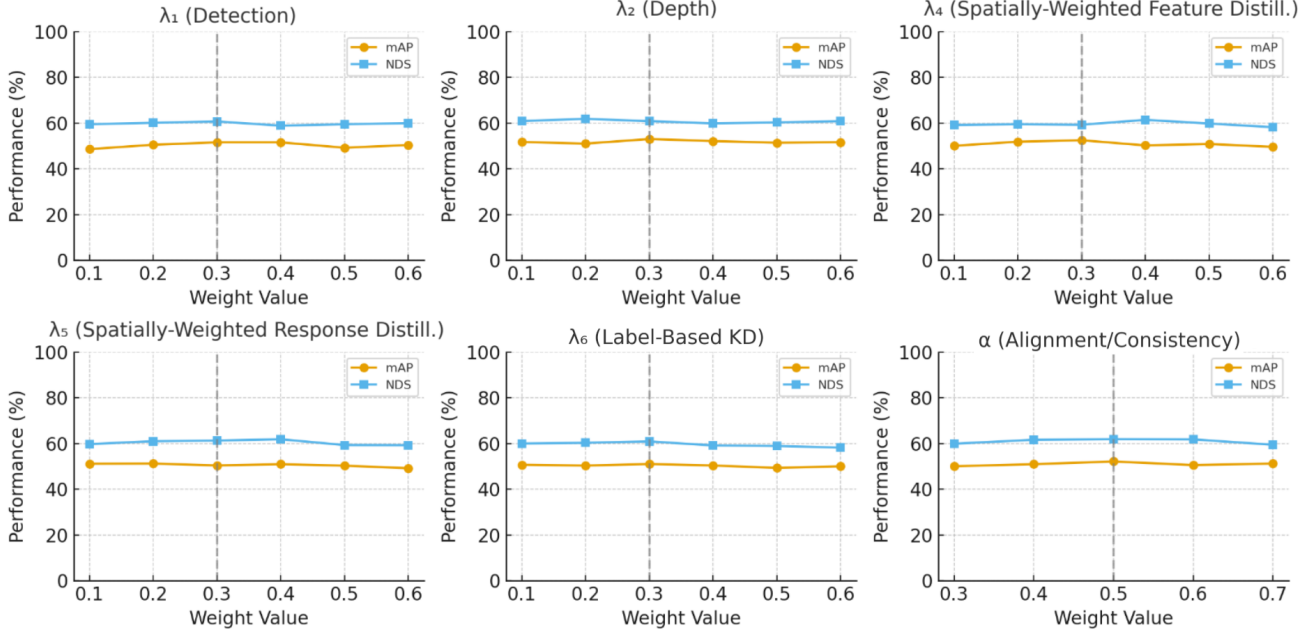 λ₁ (Detection)
100
80
60
40
20
0
Performance (%)
mAP
NDS
0.1 0.2 0.3 0.4 0.5 0.6
Weight Value
λ₂ (Depth)
100
80
60
40
20
0
Performance (%)
mAP
NDS
0.1 0.2 0.3 0.4 0.5 0.6
Weight Value
λ₄ (Spatially-Weighted Feature Distill.)
100
80
60
40
20
0
Performance (%)
mAP
NDS
0.1 0.2 0.3 0.4 0.5 0.6
Weight Value
λ₅ (Spatially-Weighted Response Distill.)
100
80
60
40
20
0
Performance (%)
mAP
NDS
0.1 0.2 0.3 0.4 0.5 0.6
Weight Value
λ₆ (Label-Based KD)
100
80
60
40
20
0
Performance (%)
mAP
NDS
0.1 0.2 0.3 0.4 0.5 0.6
Weight Value
α (Alignment/Consistency)
100
80
60
40
20
0
Performance (%)
mAP
NDS
0.3 0.4 0.5 0.6 0.7
Weight Value